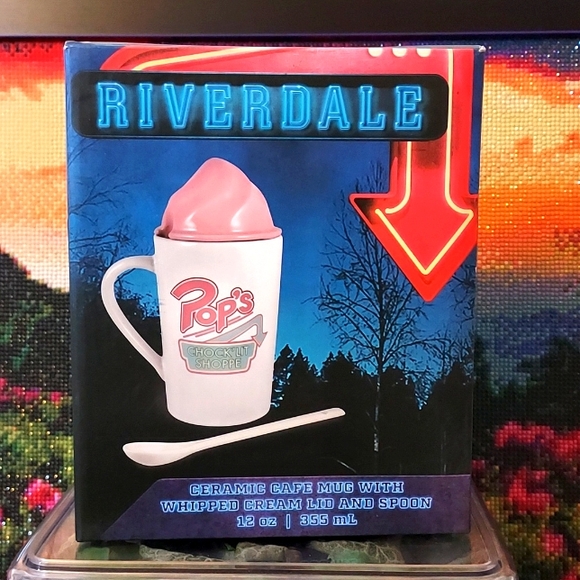 RIVERDALE
Pop's
CHOCK'LIT
SHOPPE
CERAMIC CAFE MUG WITH
WHIPPED CREAM LID AND SPOON
12 oz | 355 mL